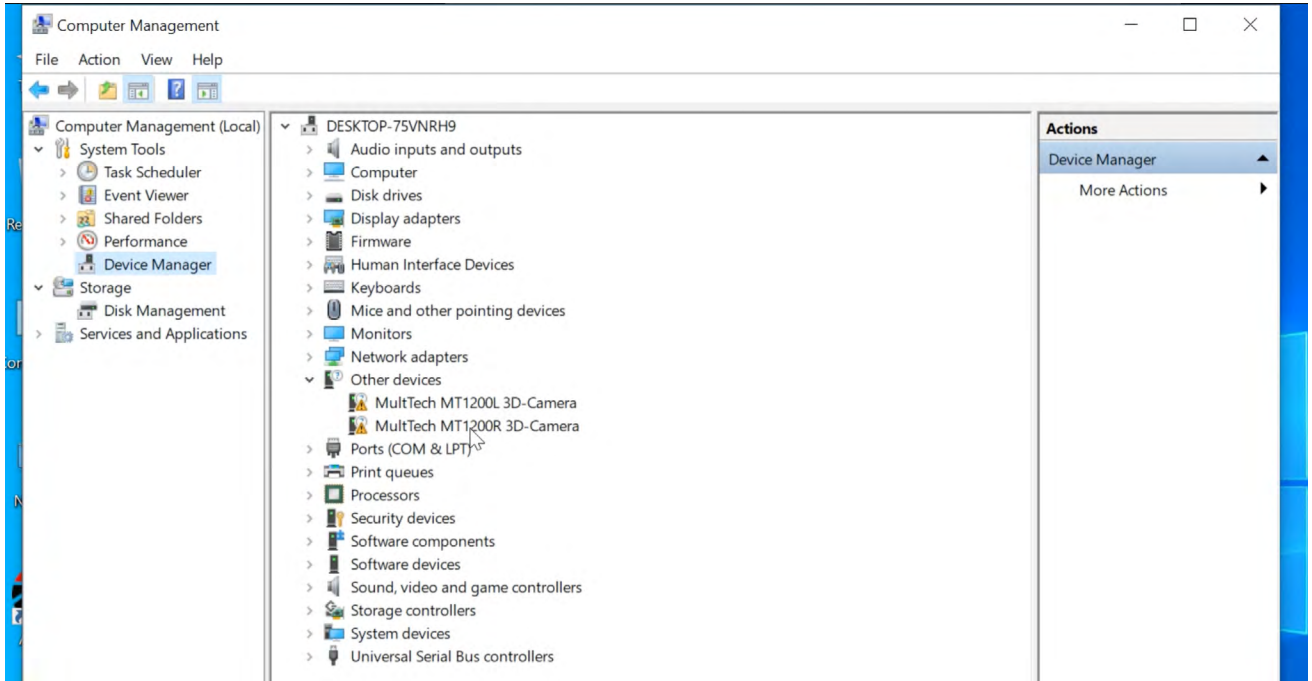 Computer Management
File Action View Help
Computer Management (Local)
System Tools
Task Scheduler
Event Viewer
Shared Folders
Performance
Device Manager
Storage
Disk Management
Services and Applications
DESKTOP-75VNRH9
Audio inputs and outputs
Computer
Disk drives
Display adapters
Firmware
Human Interface Devices
Keyboards
Mice and other pointing devices
Monitors
Network adapters
Other devices
MultTech MT1200L 3D-Camera
MultTech MT1200R 3D-Camera
Ports (COM & LPT)
Print queues
Processors
Security devices
Software components
Software devices
Sound, video and game controllers
Storage controllers
System devices
Universal Serial Bus controllers
Actions
Device Manager
More Actions
Re